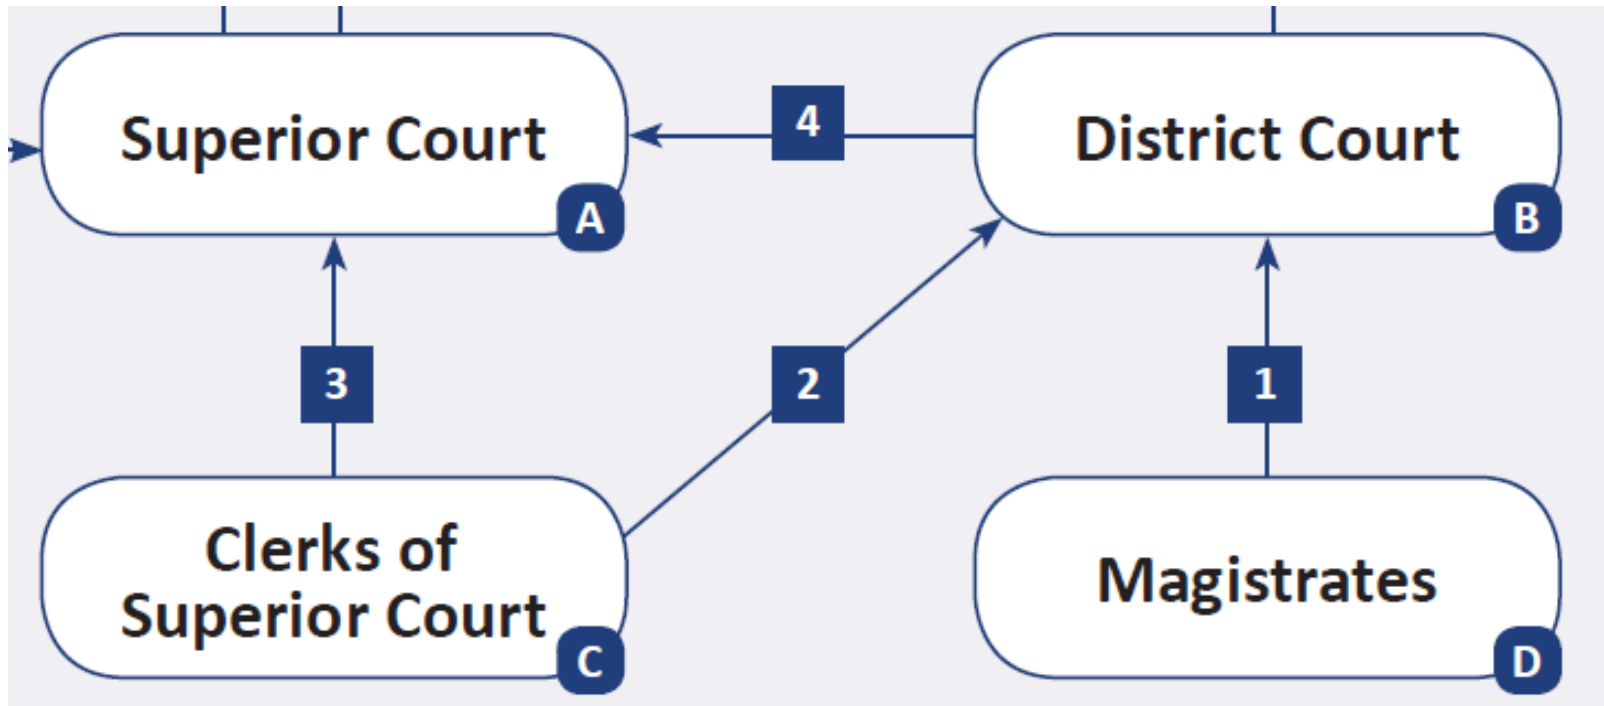 Superior Court
A
4
District Court
B
3
2
1
Clerks of
Superior Court
C
Magistrates
D